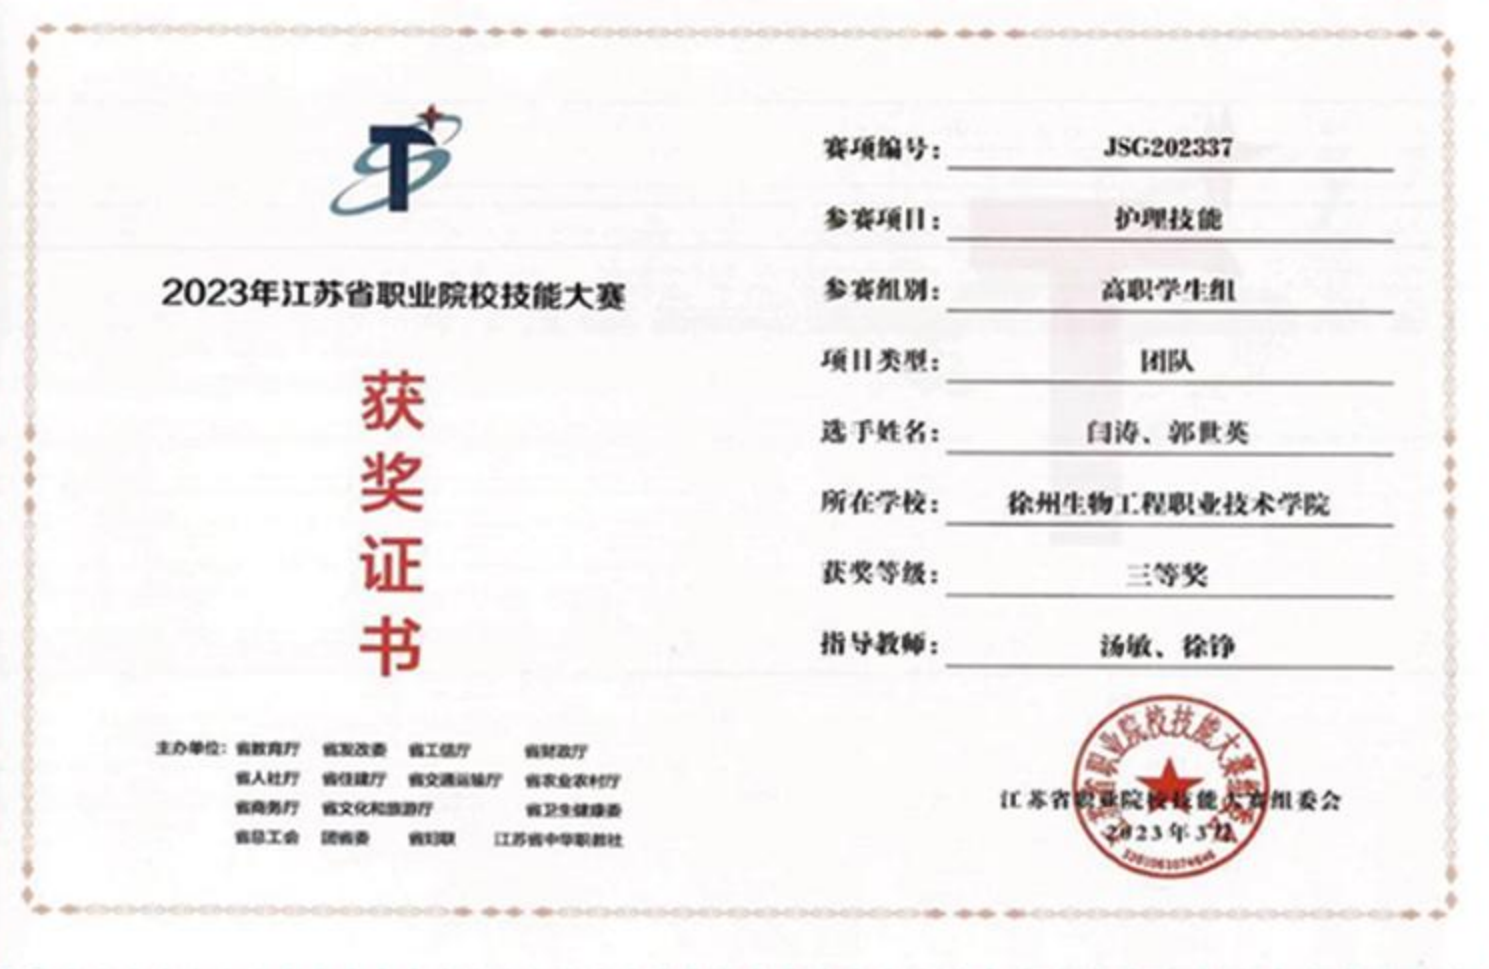 2023年江苏省职业院校技能大赛
获奖证书
主办单位：省教育厅 省发改委 省工信厅 省财政厅
省人社厅 省住建厅 省交通运输厅 省农业农村厅
省商务厅 省文化和旅游厅 省卫生健康委
省总工会 团省委 省妇联 江苏省中华职教社
赛项编号：JSG202337
参赛项目：护理技能
参赛组别：高职学生组
项目类型：团队
选手姓名：闫涛、郭世英
所在学校：徐州生物工程职业技术学院
获奖等级：三等奖
指导教师：汤敏、徐铮
江苏省职业院校技能大赛组委会
2023年3月